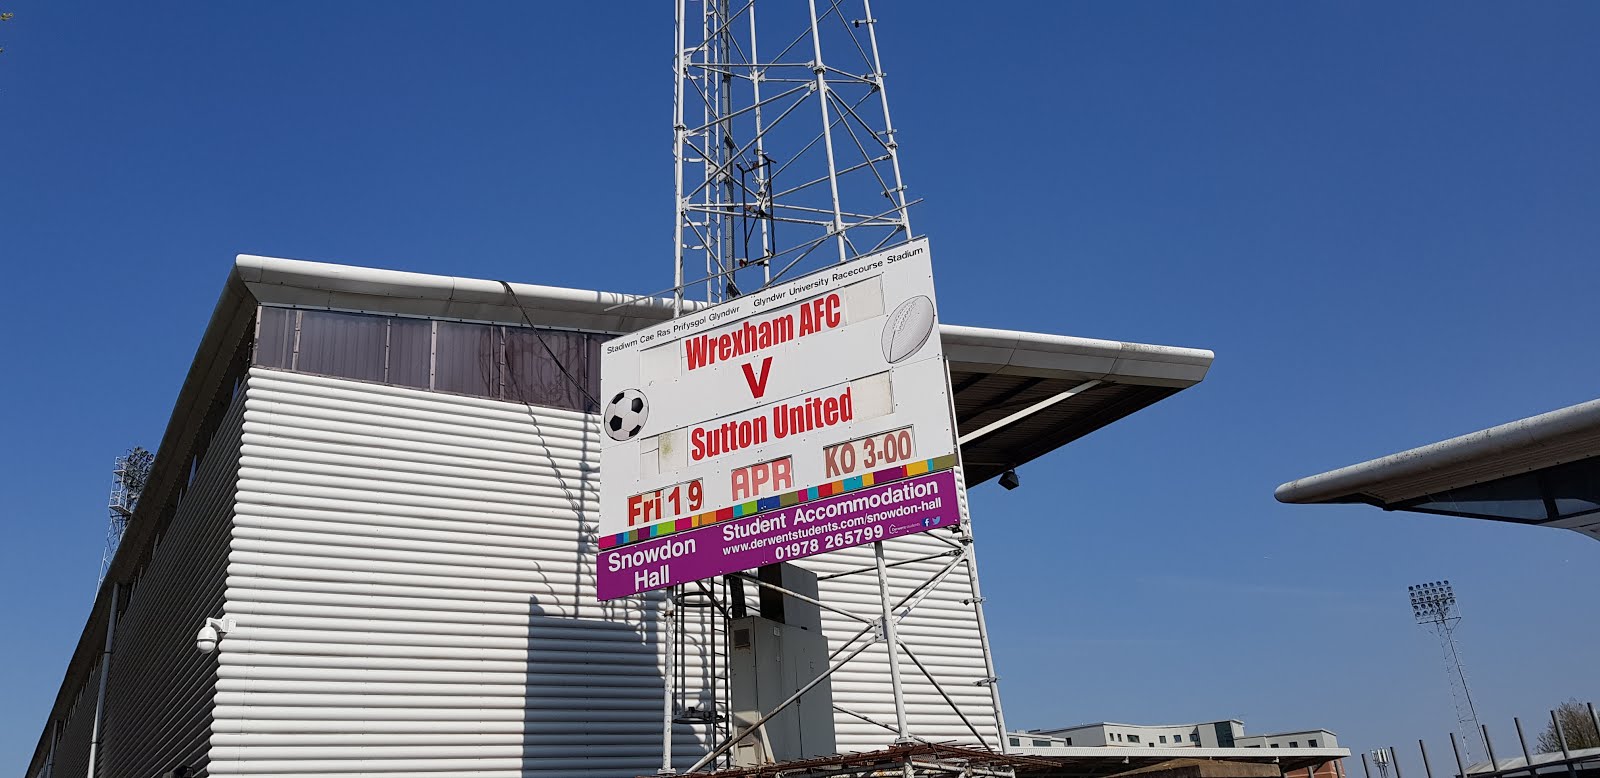 Stadiwm Cae Ras Prifysgol Glyndwr Glyndwr University Racecourse Stadium
Wrexham AFC
V
Sutton United
Fri 19 APR KO 3-00
Snowdon Hall
Student Accommodation
www.derwentstudents.com/snowdon-hall
01978 265799